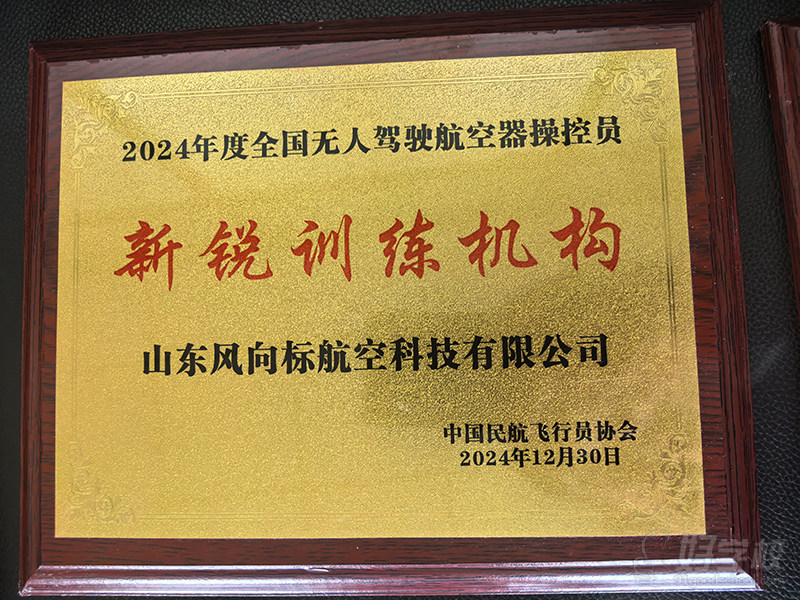 2024年度全国无人驾驶航空器操控员
新锐训练机构
山东风向标航空科技有限公司
中国民航飞行员协会
2024年12月30日
好学校